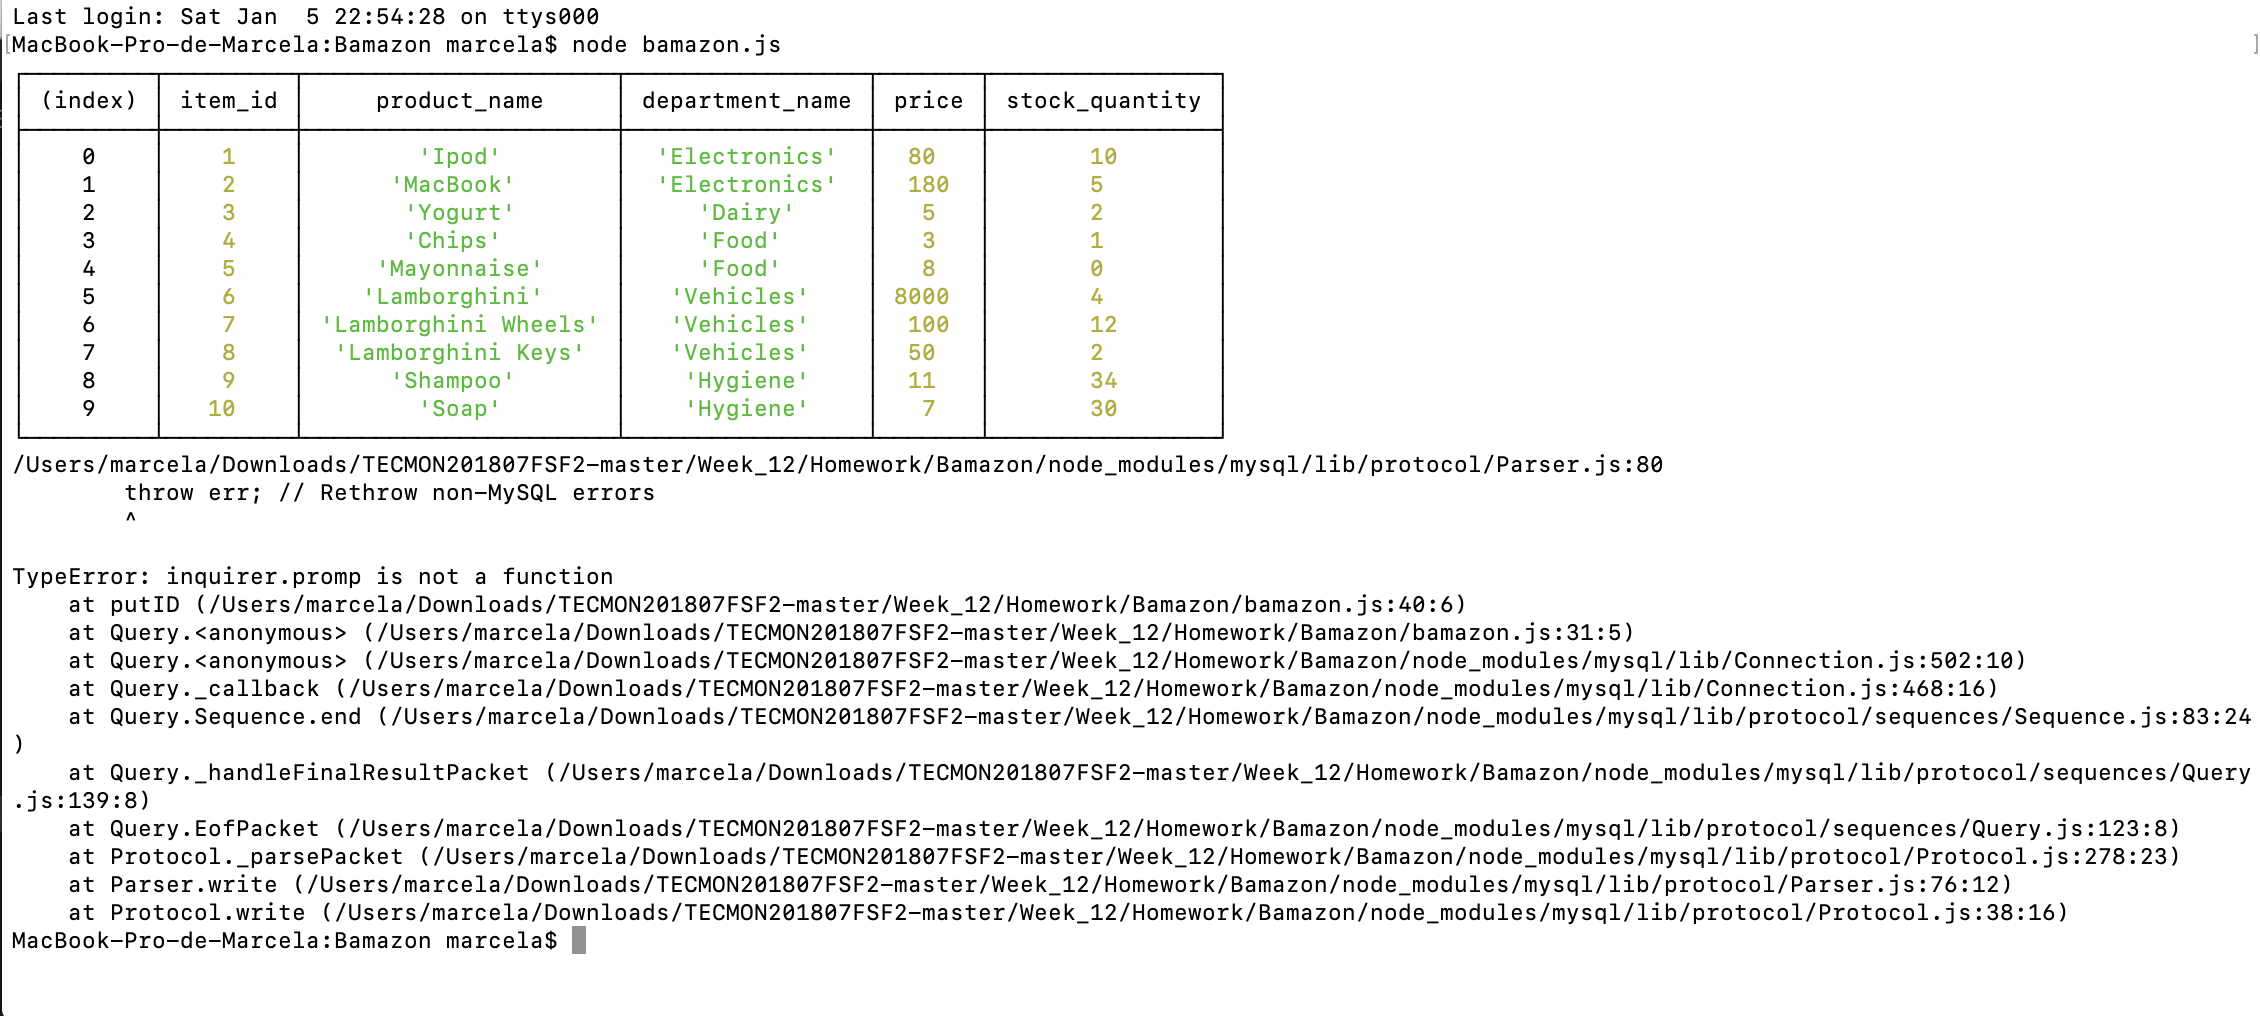 Last login: Sat Jan  5 22:54:28 on ttys000
[MacBook-Pro-de-Marcela:Bamazon marcela$ node bamazon.js ]
(index) item_id product_name department_name price stock_quantity
0 1 'Ipod' 'Electronics' 80 10
1 2 'MacBook' 'Electronics' 180 5
2 3 'Yogurt' 'Dairy' 5 2
3 4 'Chips' 'Food' 3 1
4 5 'Mayonnaise' 'Food' 8 0
5 6 'Lamborghini' 'Vehicles' 8000 4
6 7 'Lamborghini Wheels' 'Vehicles' 100 12
7 8 'Lamborghini Keys' 'Vehicles' 50 2
8 9 'Shampoo' 'Hygiene' 11 34
9 10 'Soap' 'Hygiene' 7 30
/Users/marcela/Downloads/TECMON201807FSF2-master/Week_12/Homework/Bamazon/node_modules/mysql/lib/protocol/Parser.js:80
        throw err; // Rethrow non-MySQL errors
        ^
TypeError: inquirer.promp is not a function
    at putID (/Users/marcela/Downloads/TECMON201807FSF2-master/Week_12/Homework/Bamazon/bamazon.js:40:6)
    at Query.<anonymous> (/Users/marcela/Downloads/TECMON201807FSF2-master/Week_12/Homework/Bamazon/bamazon.js:31:5)
    at Query.<anonymous> (/Users/marcela/Downloads/TECMON201807FSF2-master/Week_12/Homework/Bamazon/node_modules/mysql/lib/Connection.js:502:10)
    at Query._callback (/Users/marcela/Downloads/TECMON201807FSF2-master/Week_12/Homework/Bamazon/node_modules/mysql/lib/Connection.js:468:16)
    at Query.Sequence.end (/Users/marcela/Downloads/TECMON201807FSF2-master/Week_12/Homework/Bamazon/node_modules/mysql/lib/protocol/sequences/Sequence.js:83:24
)
    at Query._handleFinalResultPacket (/Users/marcela/Downloads/TECMON201807FSF2-master/Week_12/Homework/Bamazon/node_modules/mysql/lib/protocol/sequences/Query
.js:139:8)
    at Query.EofPacket (/Users/marcela/Downloads/TECMON201807FSF2-master/Week_12/Homework/Bamazon/node_modules/mysql/lib/protocol/sequences/Query.js:123:8)
    at Protocol._parsePacket (/Users/marcela/Downloads/TECMON201807FSF2-master/Week_12/Homework/Bamazon/node_modules/mysql/lib/protocol/Protocol.js:278:23)
    at Parser.write (/Users/marcela/Downloads/TECMON201807FSF2-master/Week_12/Homework/Bamazon/node_modules/mysql/lib/protocol/Parser.js:76:12)
    at Protocol.write (/Users/marcela/Downloads/TECMON201807FSF2-master/Week_12/Homework/Bamazon/node_modules/mysql/lib/protocol/Protocol.js:38:16)
MacBook-Pro-de-Marcela:Bamazon marcela$